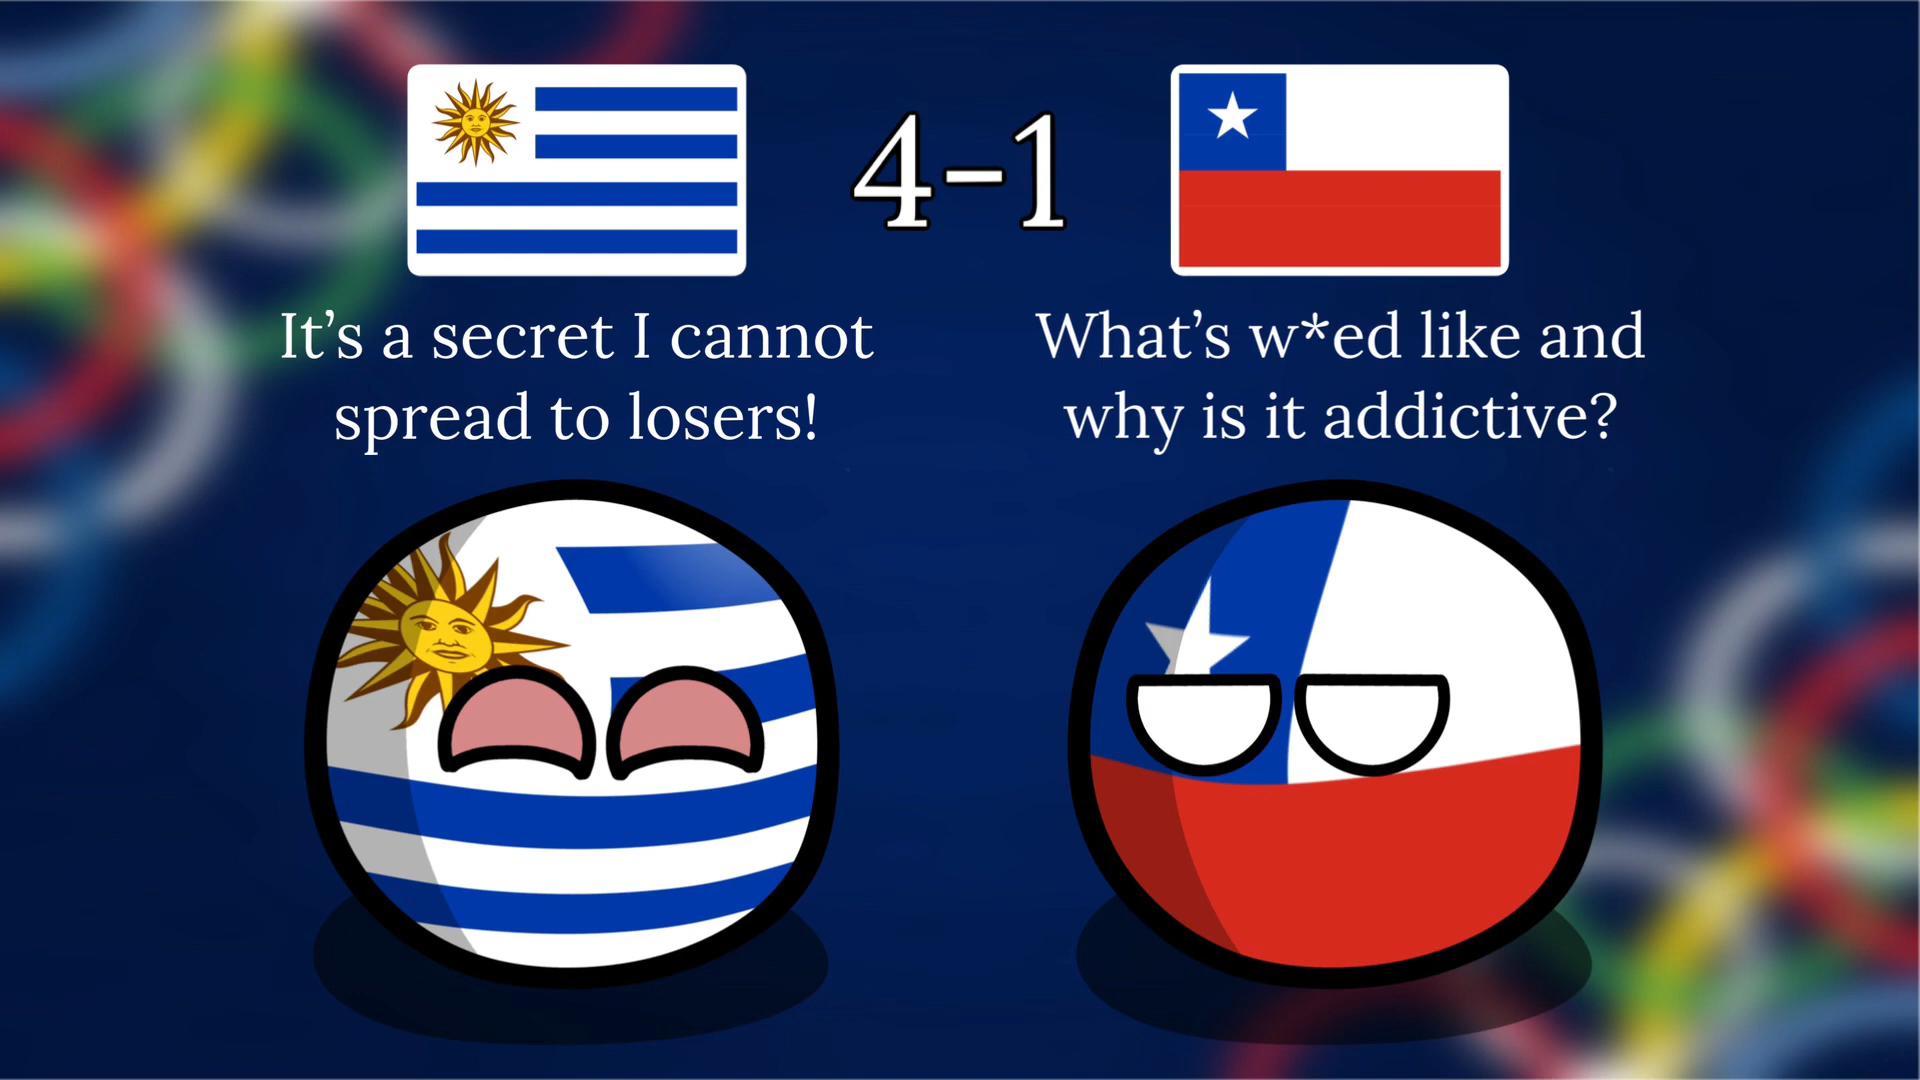 4-1
It’s a secret I cannot
spread to losers!
What’s w*ed like and
why is it addictive?